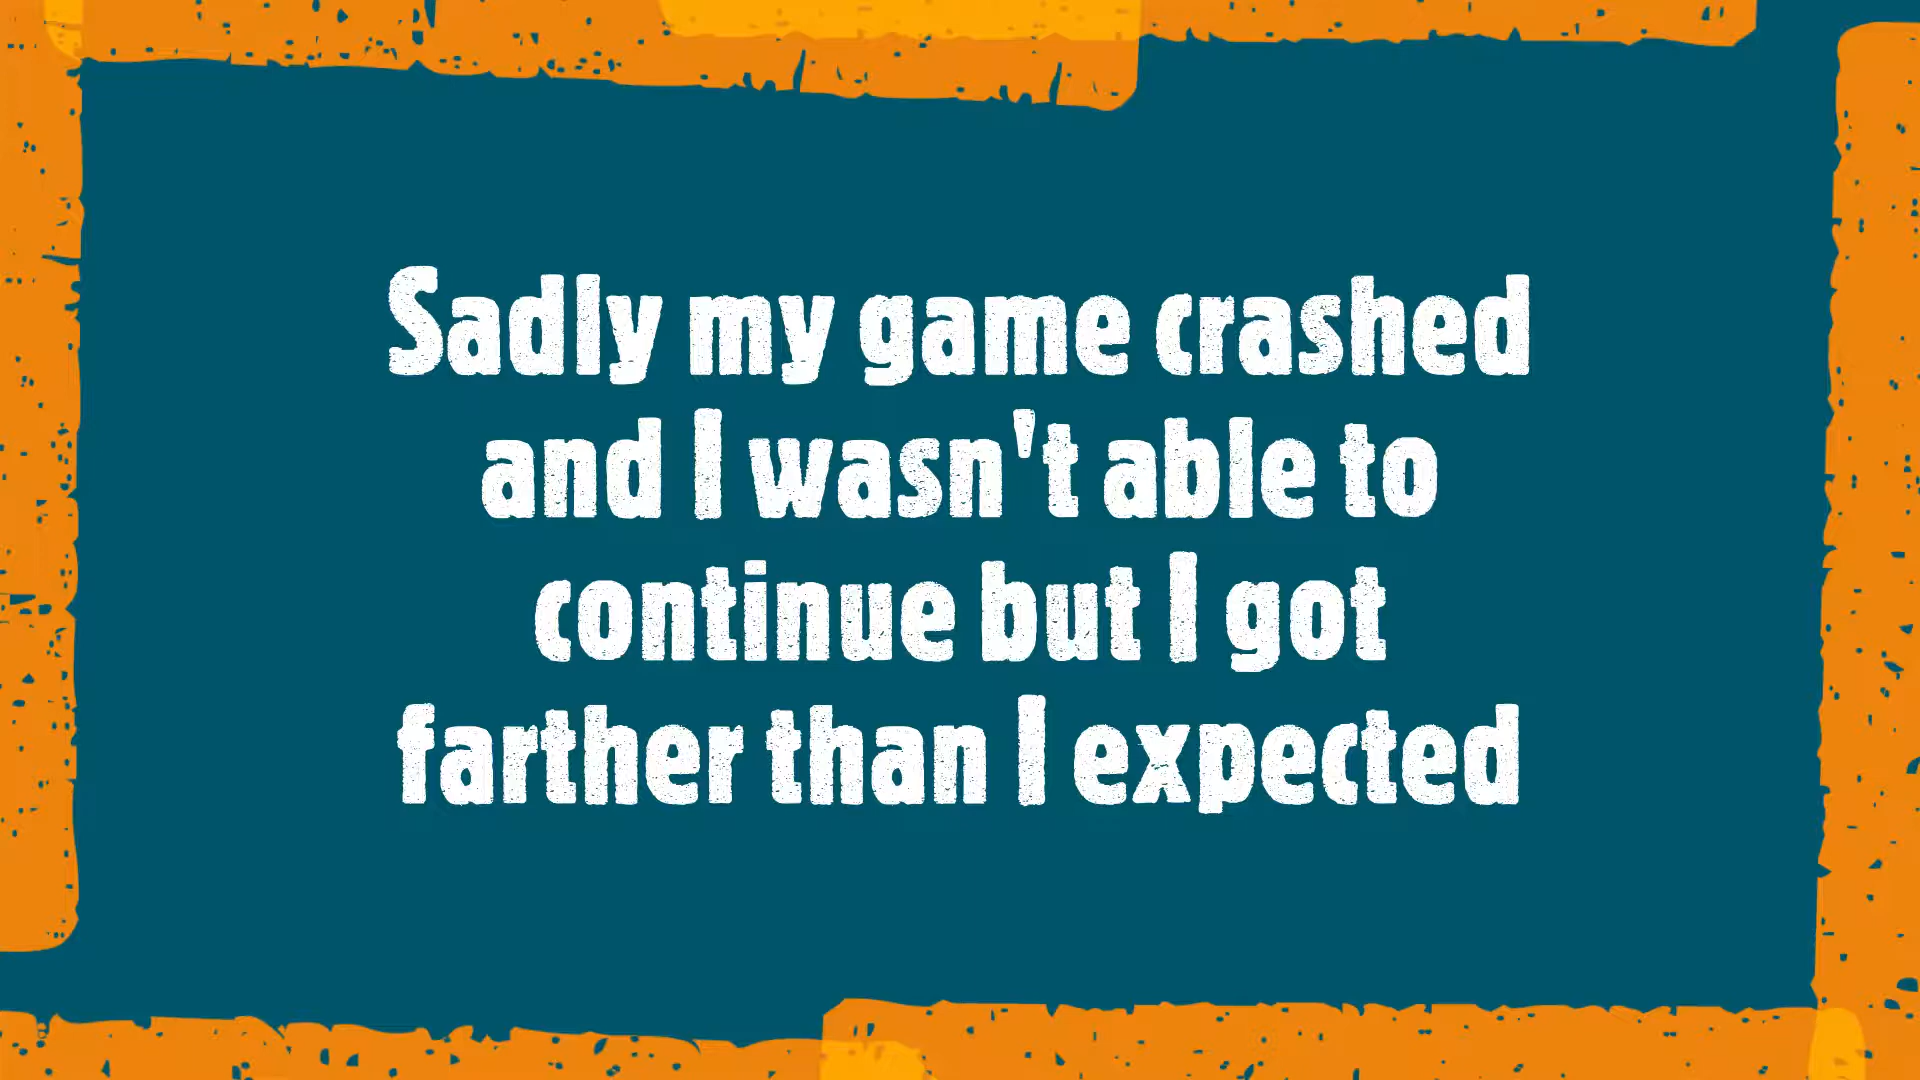 Sadly my game crashed
and I wasn't able to
continue but I got
farther than I expected